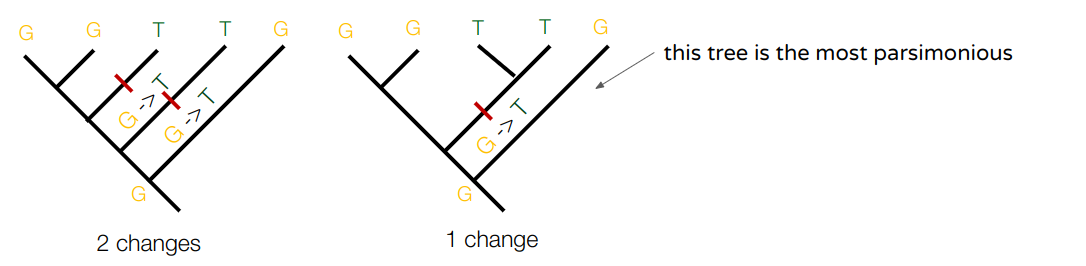 G G T T G
G -> T
G -> T
G
2 changes
G G T T G
G -> T
G
1 change
this tree is the most parsimonious